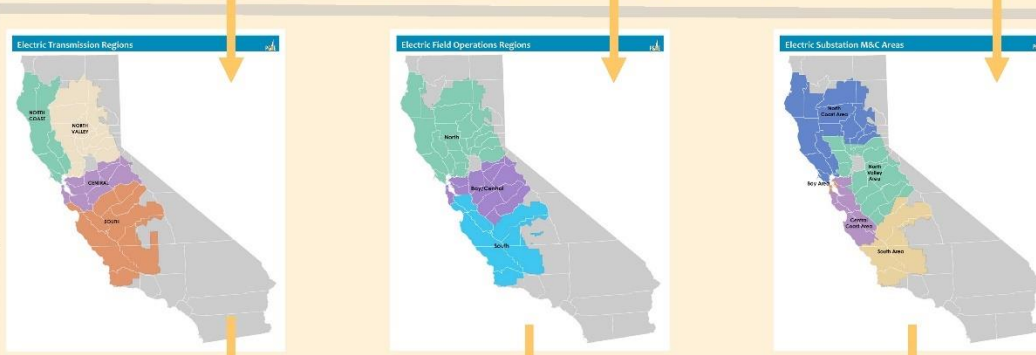 Electric Transmission Regions
NORTH
COAST
NORTH
VALLEY
CENTRAL
SOUTH
Electric Field Operations Regions
North
Bay/Central
South
Electric Substation M&C Areas
North
Coast Area
North
Valley
Area
Bay Area
Central
Coast Area
South Area